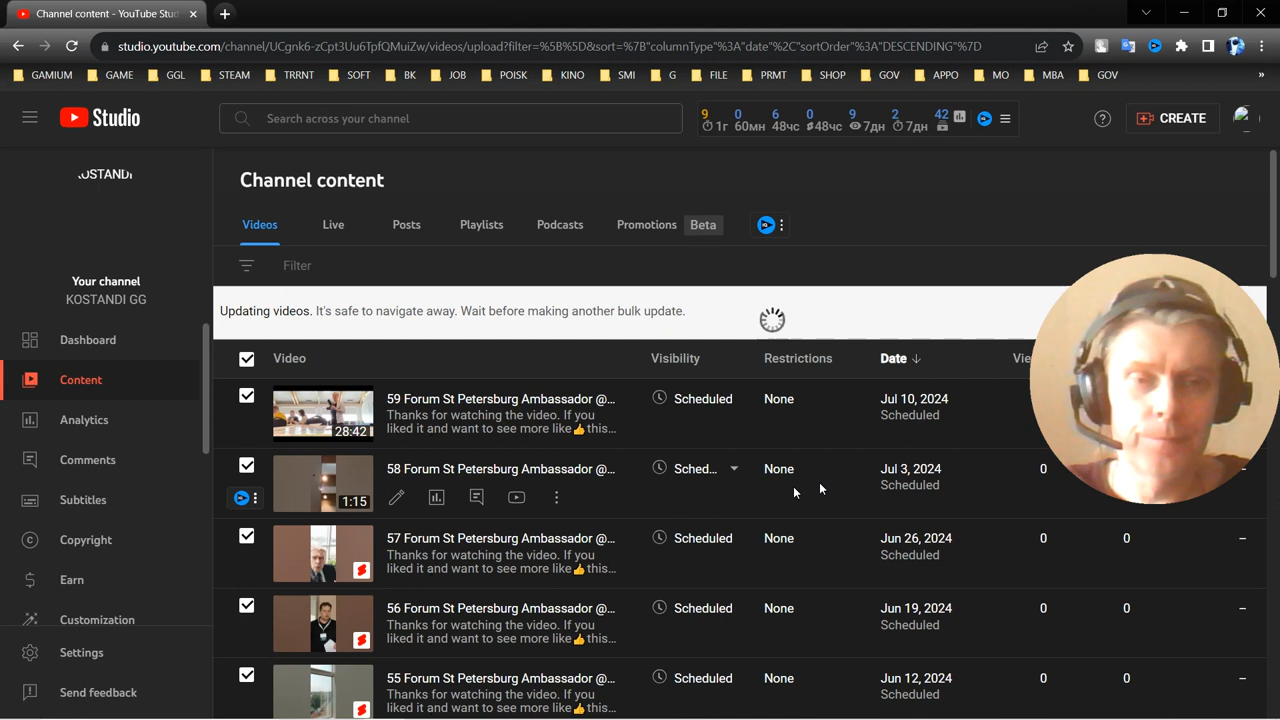 Channel content - YouTube Stud
studio.youtube.com/channel/UCgnk6-zCpt3Uu6TpfQMuiZw/videos/upload?filter=%5B%5D&sort=%7B"columnType"%3A"date"%2C"sortOrder"%3A"DESCENDING"%7D
GAMIUM GAME GGL STEAM TRRNT SOFT BK JOB POISK KINO SMI G FILE PRMT SHOP GOV APPO MO MBA GOV »
Studio
Search across your channel
9 0 6 0 9 2 42
1г 60мн 48чс 48чс 7дн 7дн
CREATE
KOSTANDI
Channel content
Videos Live Posts Playlists Podcasts Promotions Beta
Filter
Your channel
KOSTANDI GG
Updating videos. It's safe to navigate away. Wait before making another bulk update.
Dashboard
Content
Analytics
Comments
Subtitles
Copyright
Earn
Customization
Settings
Send feedback
Video Visibility Restrictions Date
59 Forum St Petersburg Ambassador @... Scheduled None Jul 10, 2024
Thanks for watching the video. If you Scheduled
liked it and want to see more like👍this...
28:42
58 Forum St Petersburg Ambassador @... Sched... None Jul 3, 2024 0
Scheduled
1:15
57 Forum St Petersburg Ambassador @... Scheduled None Jun 26, 2024 0 0 –
Thanks for watching the video. If you Scheduled
liked it and want to see more like👍this...
56 Forum St Petersburg Ambassador @... Scheduled None Jun 19, 2024 0 0 –
Thanks for watching the video. If you Scheduled
liked it and want to see more like👍this...
55 Forum St Petersburg Ambassador @... Scheduled None Jun 12, 2024 0 0 –
Thanks for watching the video. If you Scheduled
liked it and want to see more like👍this...